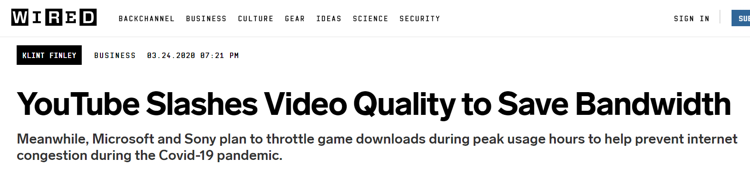 WIRED BACKCHANNEL BUSINESS CULTURE GEAR IDEAS SCIENCE SECURITY SIGN IN
KLINT FINLEY BUSINESS 03.24.2020 07:21 PM
YouTube Slashes Video Quality to Save Bandwidth
Meanwhile, Microsoft and Sony plan to throttle game downloads during peak usage hours to help prevent internet
congestion during the Covid-19 pandemic.